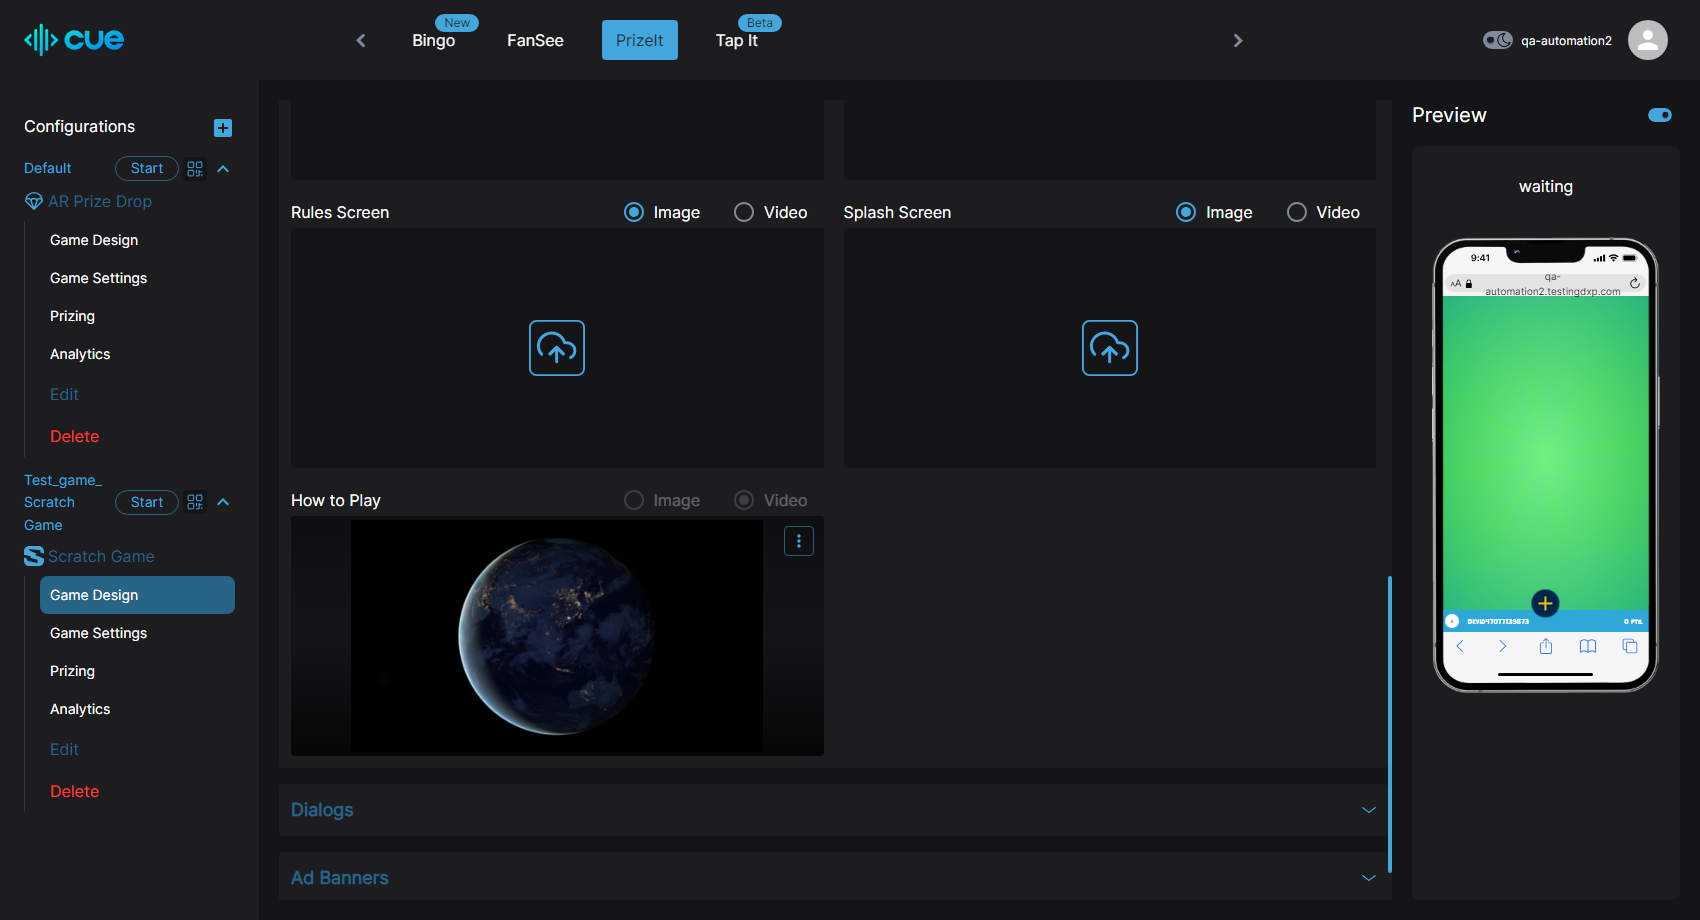 cue
New
Bingo
FanSee
PrizeIt
Beta
Tap It
qa-automation2
Configurations
Default
Start
AR Prize Drop
Game Design
Game Settings
Prizing
Analytics
Edit
Delete
Test_game_
Scratch
Game
Start
Scratch Game
Game Design
Game Settings
Prizing
Analytics
Edit
Delete
Rules Screen
Image
Video
Splash Screen
Image
Video
How to Play
Image
Video
Dialogs
Ad Banners
Preview
waiting
9:41
AA
qa-
automation2.testingdxp.com
0 PTS.